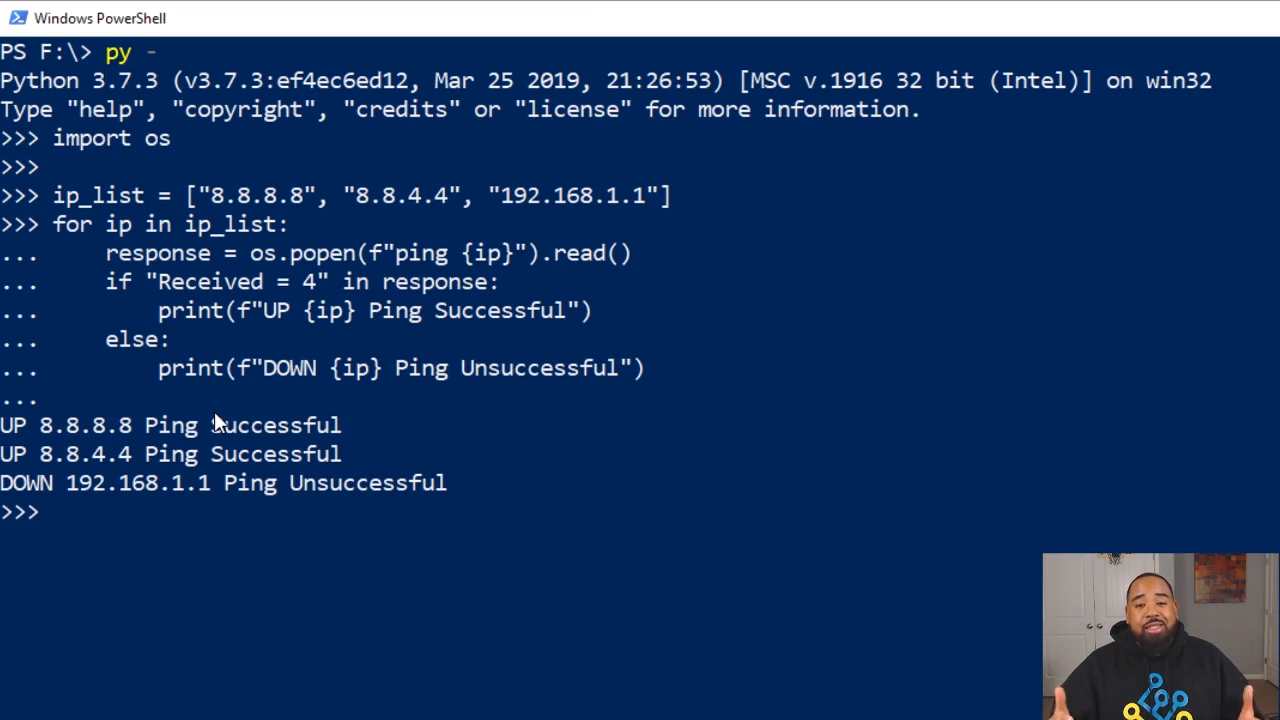 Windows PowerShell
PS F:\> py -
Python 3.7.3 (v3.7.3:ef4ec6ed12, Mar 25 2019, 21:26:53) [MSC v.1916 32 bit (Intel)] on win32
Type "help", "copyright", "credits" or "license" for more information.
>>> import os
>>>
>>> ip_list = ["8.8.8.8", "8.8.4.4", "192.168.1.1"]
>>> for ip in ip_list:
...     response = os.popen(f"ping {ip}").read()
...     if "Received = 4" in response:
...         print(f"UP {ip} Ping Successful")
...     else:
...         print(f"DOWN {ip} Ping Unsuccessful")
...
UP 8.8.8.8 Ping Successful
UP 8.8.4.4 Ping Successful
DOWN 192.168.1.1 Ping Unsuccessful
>>>